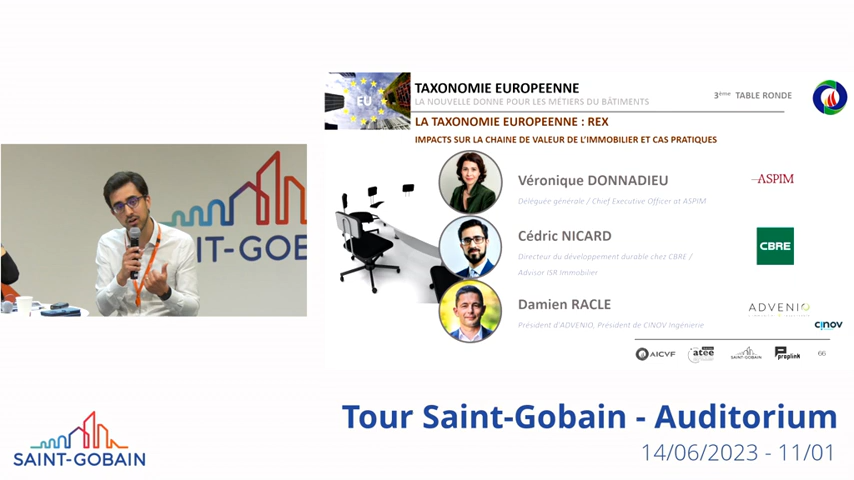 TAXONOMIE EUROPEENNE
LA NOUVELLE DONNE POUR LES MÉTIERS DU BÂTIMENTS
3ème TABLE RONDE
EU
LA TAXONOMIE EUROPEENNE : REX
IMPACTS SUR LA CHAINE DE VALEUR DE L'IMMOBILIER ET CAS PRATIQUES
Véronique DONNADIEU
Déléguée générale / Chief Executive Officer at ASPIM
ASPIM
Cédric NICARD
Directeur du développement durable chez CBRE /
Advisor ISR Immobilier
CBRE
Damien RACLE
Président d'ADVENIO, President de CINOV Ingénierie
ADVENIO
cinov
AICVF
atee
SAINT-GOBAIN
Proplink
66
NT-GOB
Tour Saint-Gobain - Auditorium
14/06/2023 - 11/01
SAINT-GOBAIN